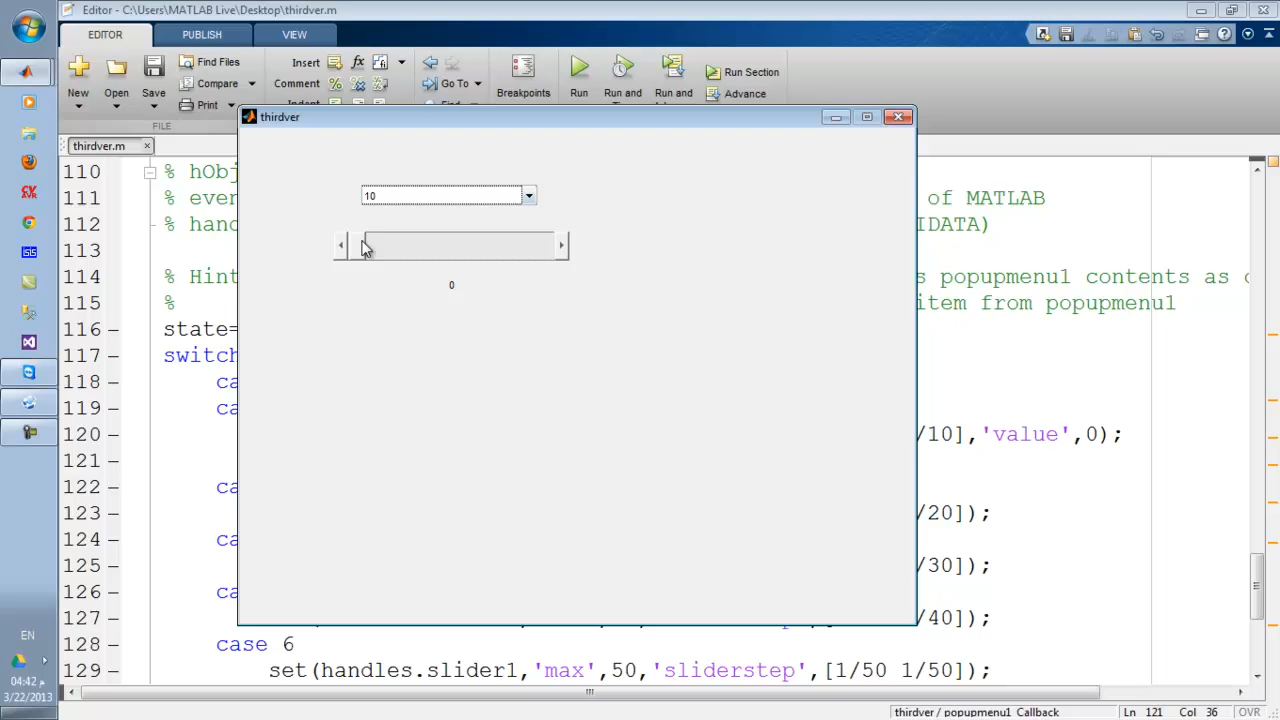 Editor - C:\Users\MATLAB Live\Desktop\thirdver.m
EDITOR PUBLISH VIEW
New Open Save
Find Files
Compare
Print
FILE
Insert fx
Comment %
Go To
Breakpoints
Run
Run and
Run and
Run Section
Advance
thirdver.m ×
thirdver
10
0
110 % hObj
111 % even of MATLAB
112 % hand IDATA)
113
114 % Hint s popupmenu1 contents as c
115 % item from popupmenu1
116 – state=
117 – switch
118 – ca
119 – ca
120 – /10],'value',0);
121 –
122 – ca
123 – /20]);
124 – ca
125 – /30]);
126 – ca
127 – /40]);
128 – case 6
129 – set(handles.slider1,'max',50,'sliderstep',[1/50 1/50]);
EN
04:42 م
3/22/2013
thirdver / popupmenu1 Callback Ln 121 Col 36 OVR